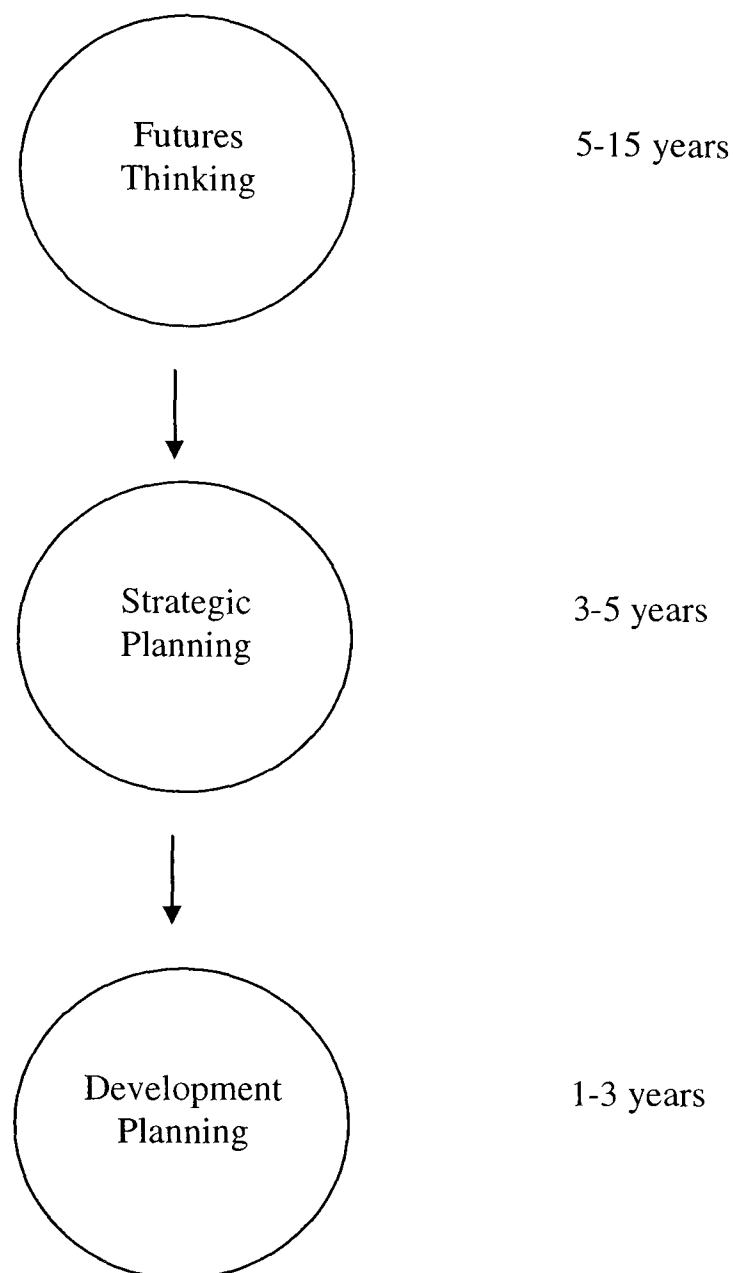 Futures
Thinking
5-15 years
Strategic
Planning
3-5 years
Development
Planning
1-3 years